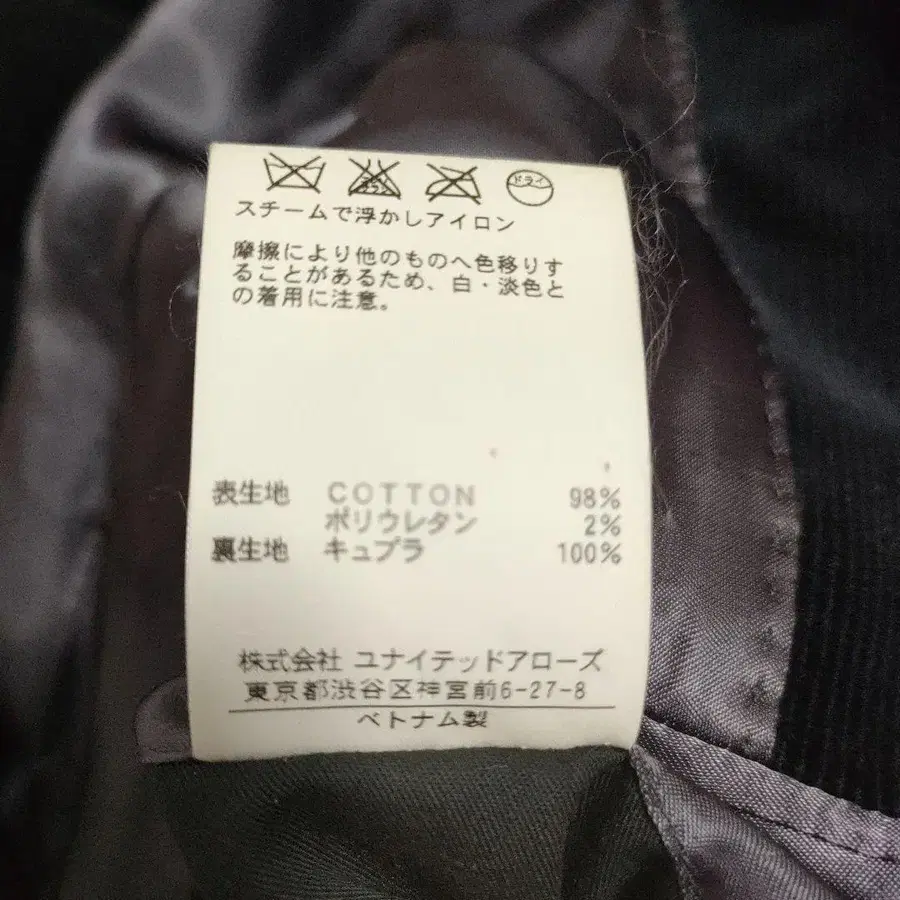 ドライ
スチームで浮かしアイロン
摩擦により他のものへ色移りす
ることがあるため、白・淡色と
の着用に注意。
表生地 COTTON 98%
ポリウレタン 2%
裏生地 キュプラ 100%
株式会社 ユナイテッドアローズ
東京都渋谷区神宮前6-27-8
ベトナム製